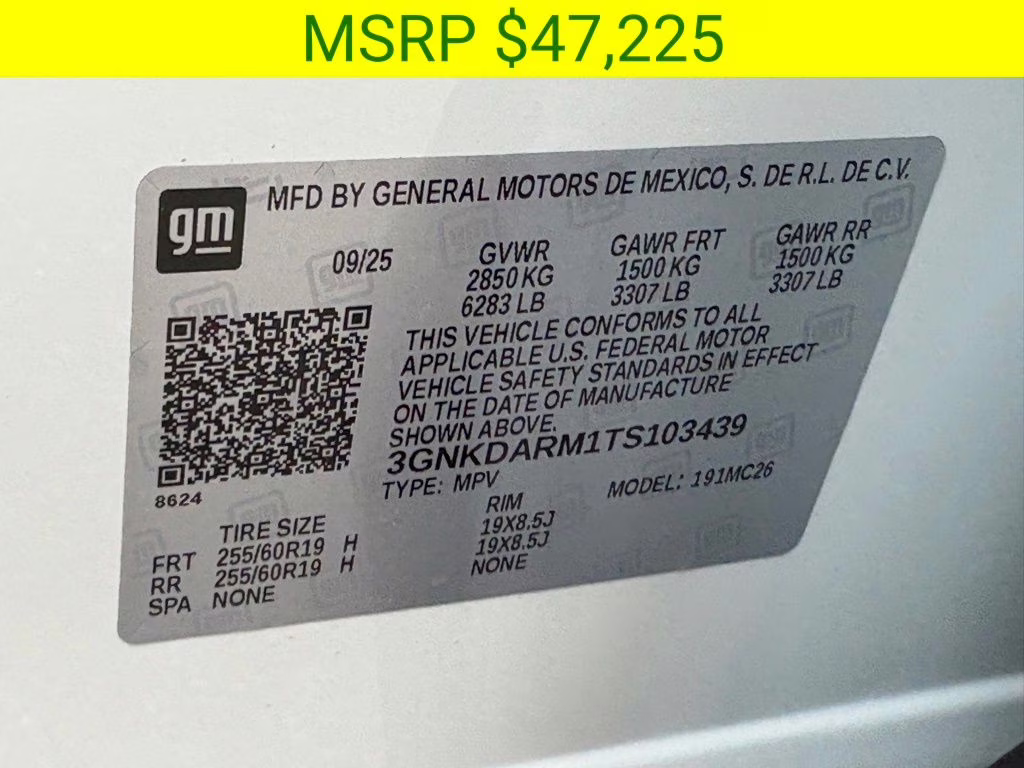 MSRP $47,225
MFD BY GENERAL MOTORS DE MEXICO, S. DE R.L. DE C.V.
gm
09/25
GVWR GAWR FRT GAWR RR
2850 KG 1500 KG 1500 KG
6283 LB 3307 LB 3307 LB
THIS VEHICLE CONFORMS TO ALL
APPLICABLE U.S. FEDERAL MOTOR
VEHICLE SAFETY STANDARDS IN EFFECT
ON THE DATE OF MANUFACTURE
SHOWN ABOVE.
3GNKDARM1TS103439
8624
TYPE: MPV MODEL: 191MC26
TIRE SIZE RIM
FRT 255/60R19 H 19X8.5J
RR 255/60R19 H 19X8.5J
SPA NONE NONE